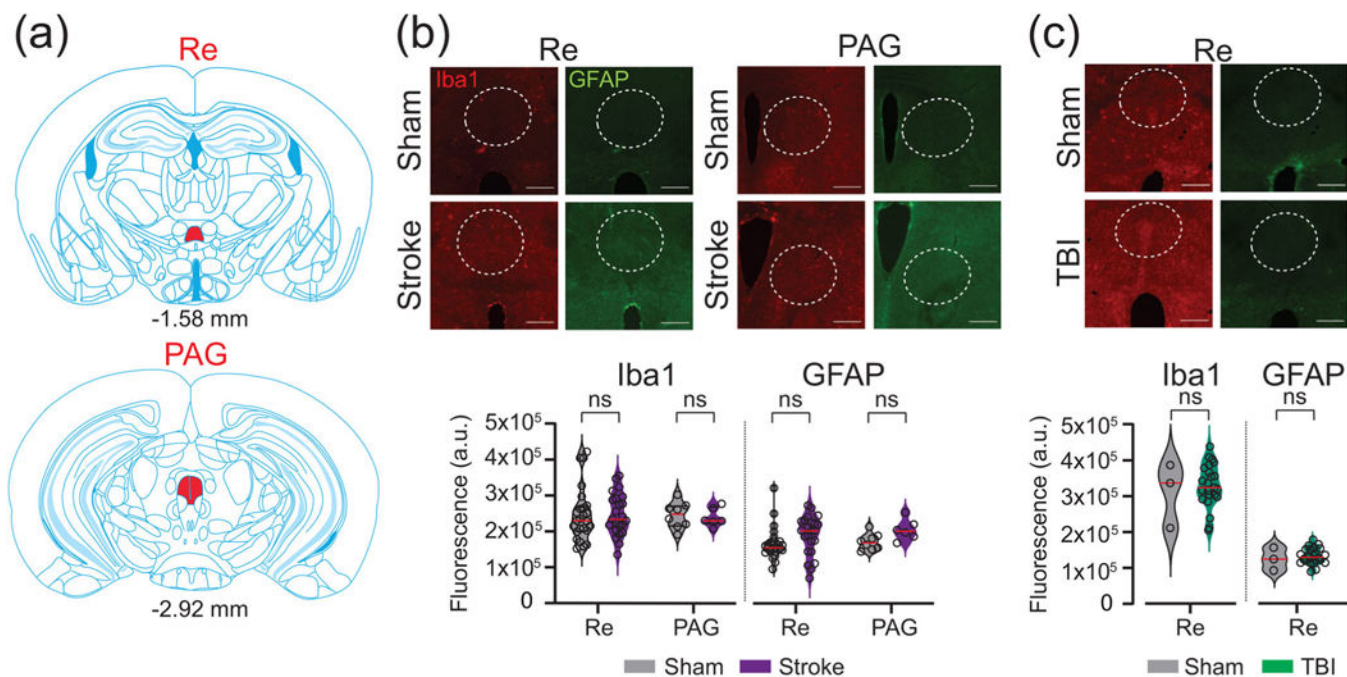 (a)
Re
-1.58 mm
PAG
-2.92 mm
(b)
Re
PAG
Iba1
GFAP
Sham
Sham
Stroke
Stroke
Iba1
GFAP
ns
ns
ns
ns
Fluorescence (a.u.)
5x10⁵
4x10⁵
3x10⁵
2x10⁵
1x10⁵
0
Re
PAG
Re
PAG
Sham
Stroke
(c)
Re
Sham
TBI
Iba1
GFAP
ns
ns
Fluorescence (a.u.)
5x10⁵
4x10⁵
3x10⁵
2x10⁵
1x10⁵
0
Re
Re
Sham
TBI